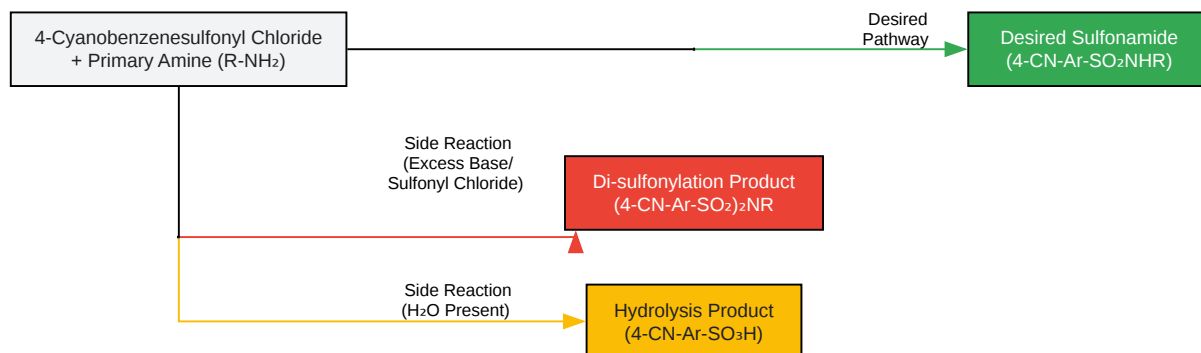 4-Cyanobenzenesulfonyl Chloride
+ Primary Amine (R-NH₂)
Desired
Pathway
Desired Sulfonamide
(4-CN-Ar-SO₂NHR)
Side Reaction
(Excess Base/
Sulfonyl Chloride)
Di-sulfonylation Product
(4-CN-Ar-SO₂)₂NR
Side Reaction
(H₂O Present)
Hydrolysis Product
(4-CN-Ar-SO₃H)